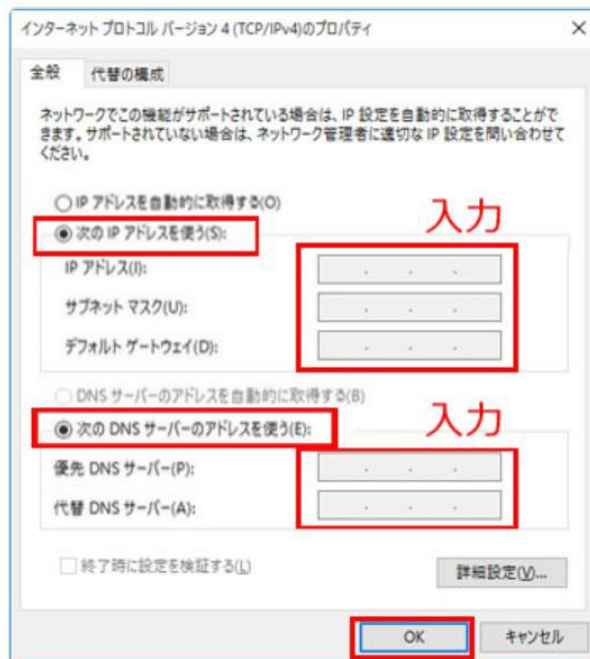 インターネット プロトコル バージョン 4 (TCP/IPv4)のプロパティ
全般
代替の構成
ネットワークでこの機能がサポートされている場合は、IP 設定を自動的に取得することがで
きます。サポートされていない場合は、ネットワーク管理者に適切な IP 設定を問い合わせて
ください。
IP アドレスを自動的に取得する(O)
入力
次の IP アドレスを使う(S):
IP アドレス(I):
サブネット マスク(U):
デフォルト ゲートウェイ(D):
DNS サーバーのアドレスを自動的に取得する(B)
入力
次の DNS サーバーのアドレスを使う(E):
優先 DNS サーバー(P):
代替 DNS サーバー(A):
終了時に設定を検証する(L)
詳細設定(V)...
OK
キャンセル